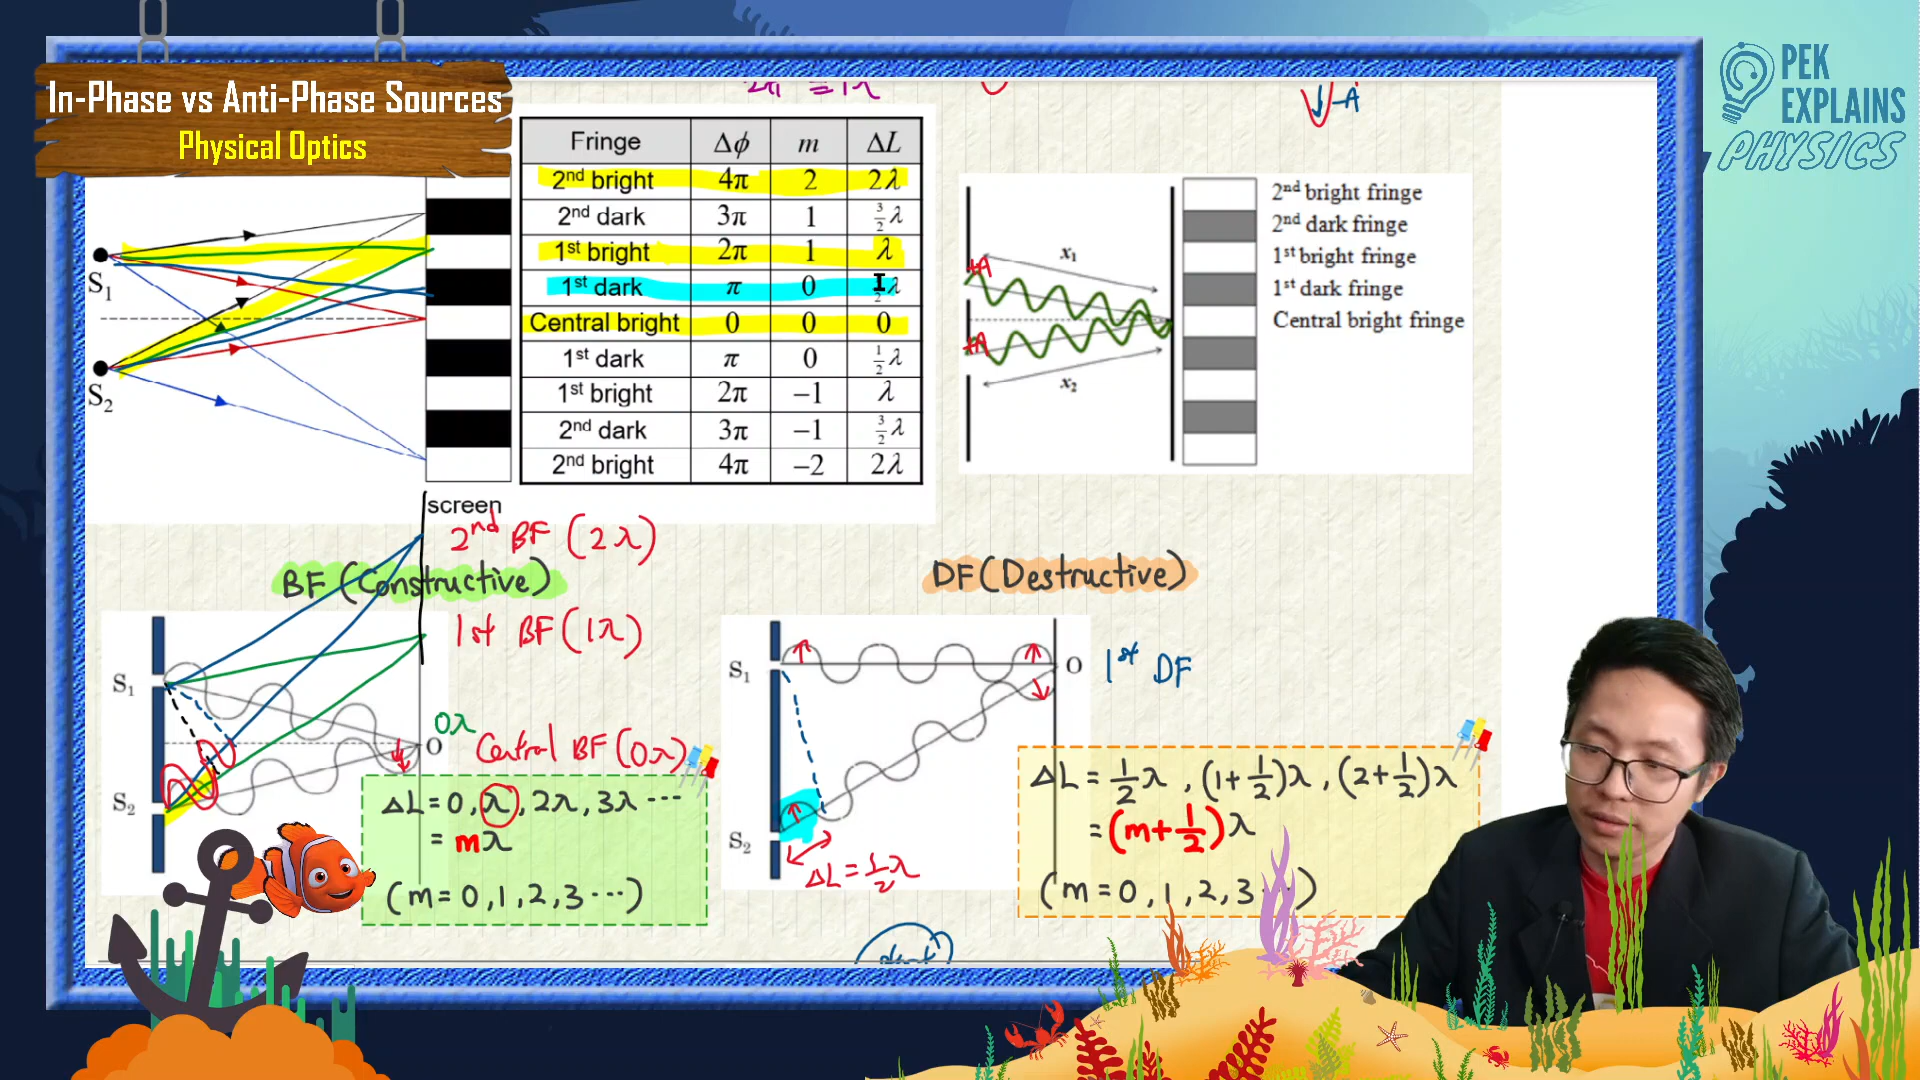 In-Phase vs Anti-Phase Sources
Physical Optics
PEK
EXPLAINS
PHYSICS
2π ≡ 1λ
-A
Fringe Δϕ m ΔL
2nd bright 4π 2 2λ
2nd dark 3π 1 3/2 λ
1st bright 2π 1 λ
1st dark π 0 1/2 λ
Central bright 0 0 0
1st dark π 0 1/2 λ
1st bright 2π −1 λ
2nd dark 3π −1 3/2 λ
2nd bright 4π −2 2λ
S1
S2
screen
+A
+A
x1
x2
2nd bright fringe
2nd dark fringe
1st bright fringe
1st dark fringe
Central bright fringe
2nd BF (2λ)
BF (Constructive)
1st BF (1λ)
S1
S2
O
0λ
Central BF (0λ)
ΔL = 0, λ, 2λ, 3λ ...
= mλ
(m = 0, 1, 2, 3 ...)
DF (Destructive)
S1
S2
O
1st DF
ΔL = 1/2 λ
ΔL = 1/2 λ, (1+1/2)λ, (2+1/2)λ
= (m+1/2)λ
(m = 0, 1, 2, 3 )